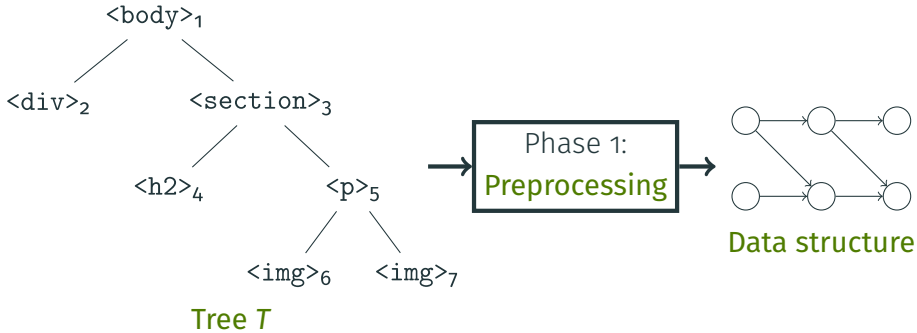 <body>₁
<div>₂
<section>₃
<h2>₄
<p>₅
<img>₆
<img>₇
Tree T
Phase 1:
Preprocessing
Data structure